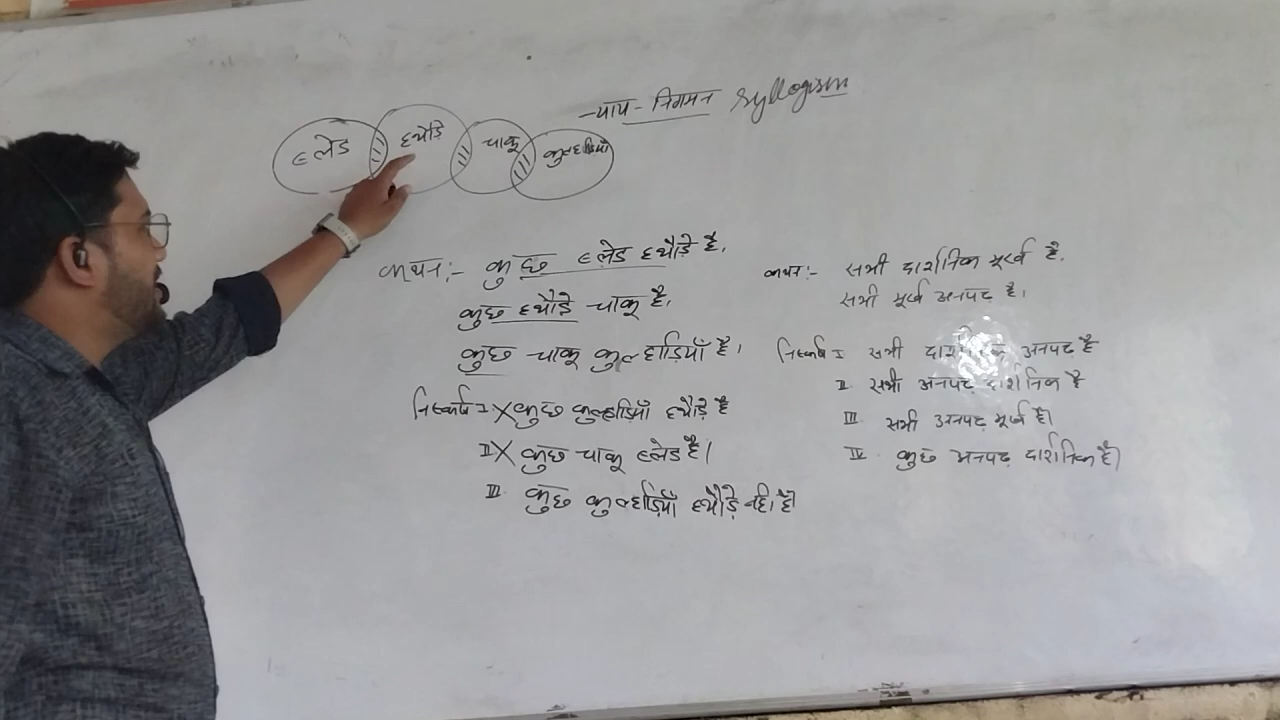 न्याय - निगमन Syllogism
ब्लेड हथौड़े चाकू कुल्हाड़ियाँ
कथन:- कुछ ब्लेड हथौड़े है.
कुछ हथौड़े चाकू है.
कुछ चाकू कुल्हाड़ियाँ है।
निष्कर्ष I X कुछ कुल्हाड़ियाँ हथौड़े है
II X कुछ चाकू ब्लेड है।
III कुछ कुल्हाड़ियाँ हथौड़े नही है।
कथन:- सभी दार्शनिक मूर्ख है.
सभी मूर्ख अनपढ़ है।
निष्कर्ष I सभी दार्शनिक अनपढ है
II सभी अनपढ़ दार्शनिक है
III सभी अनपढ़ मूर्ख है।
IV कुछ अनपढ़ दार्शनिक है।